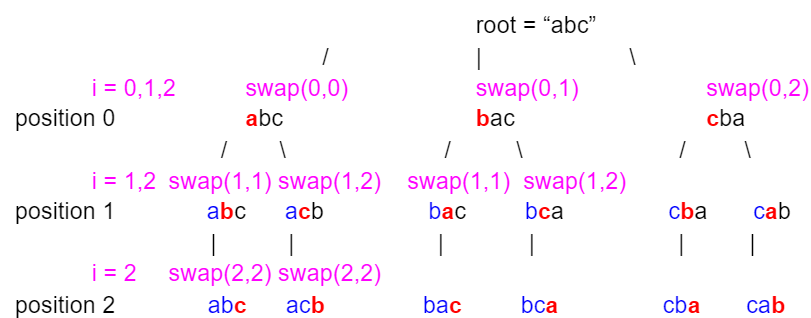 root = “abc”
/ | \
i = 0,1,2 swap(0,0) swap(0,1) swap(0,2)
position 0 abc bac cba
/ \ / \ / \
i = 1,2 swap(1,1) swap(1,2) swap(1,1) swap(1,2)
position 1 abc acb bac bca cba cab
| | | | | |
i = 2 swap(2,2) swap(2,2)
position 2 abc acb bac bca cba cab